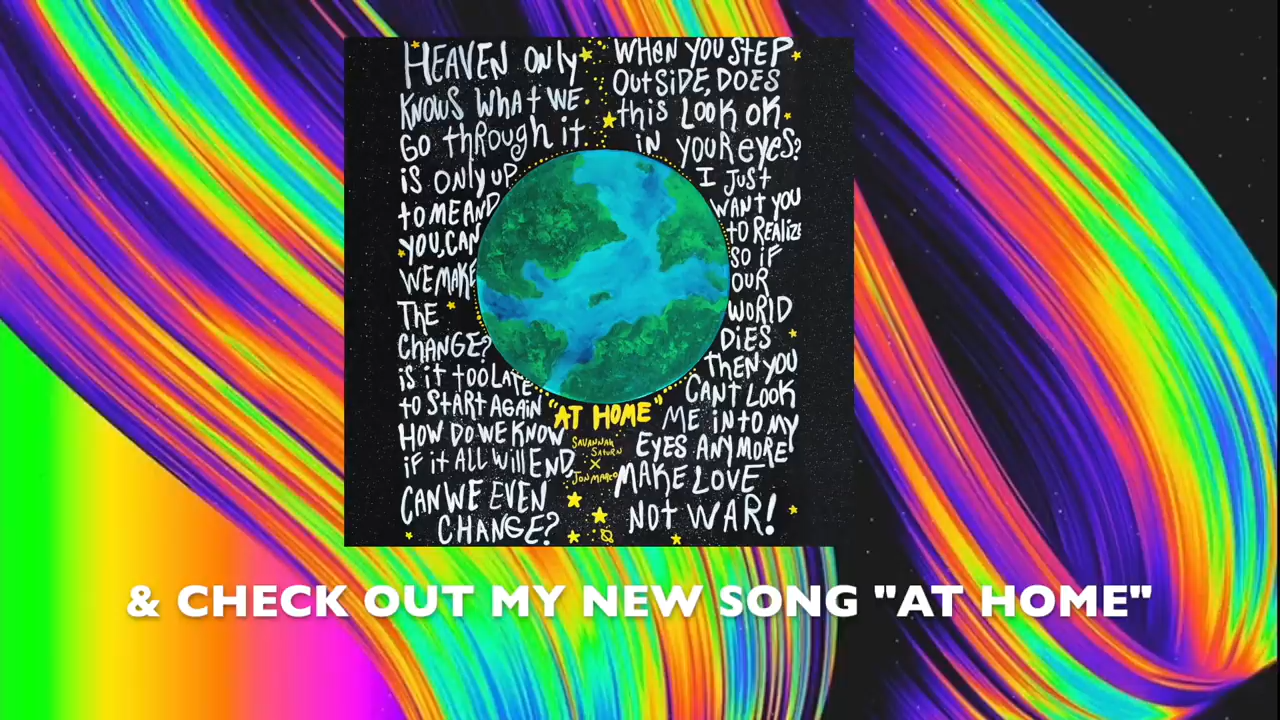 HEAVEN ONLY
KNOWS WHAT WE
GO THROUGH it
iS ONLY UP
tO ME AND
YOU, CAN
WE MAKE
THE
CHANGE?
iS it tOO LATE
tO StARt AGAIN
HOW DO WE KNOW
iF it ALL Will END
CAN WE EVEN
CHANGE?
WHEN YOU StEP
OUtSiDE, DOES
this LOOK OK
iN YOUR eyeS?
I JUSt
WANT YOU
tO REALiZE
SO iF
OUR
WORlD
DiES
tHEN YOU
CANT LOOK
ME iNtO MY
EYES ANYMORE
MAKE LOVE
NOt WAR!
"AT HOME"
SAVANNAH
SATURN
X
JON MARCO
& CHECK OUT MY NEW SONG "AT HOME"